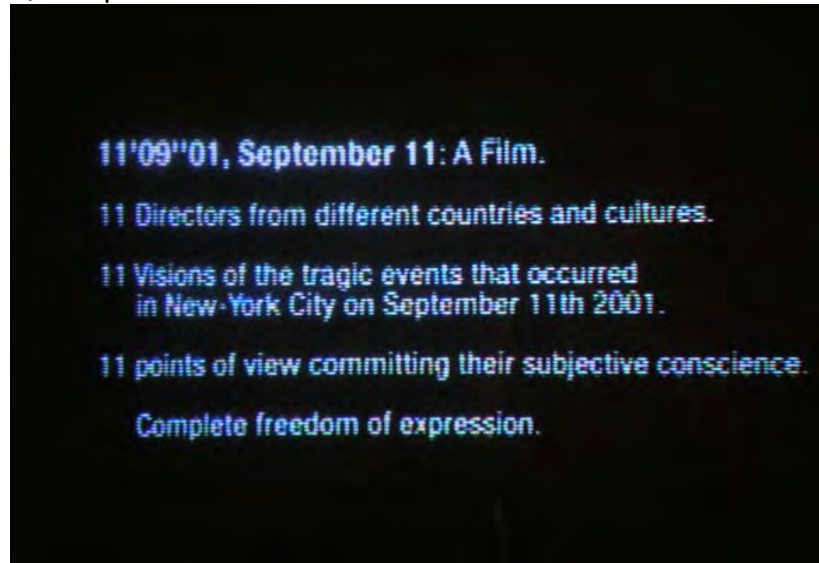 11'09"01, September 11: A Film.
11 Directors from different countries and cultures.
11 Visions of the tragic events that occurred
in New-York City on September 11th 2001.
11 points of view committing their subjective conscience.
Complete freedom of expression.